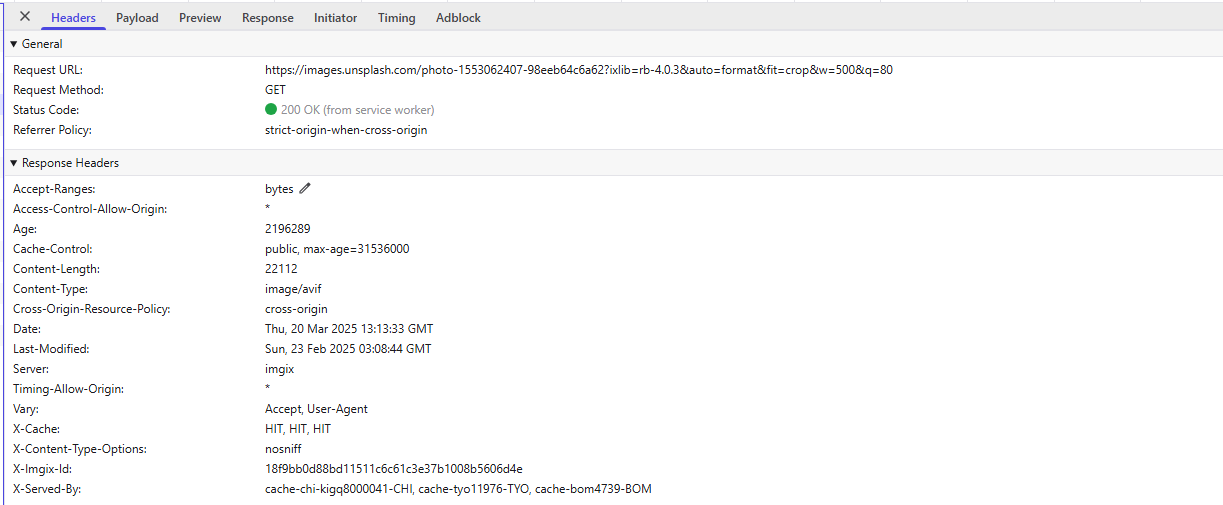 Headers Payload Preview Response Initiator Timing Adblock
General
Request URL: https://images.unsplash.com/photo-1553062407-98eeb64c6a62?ixlib=rb-4.0.3&auto=format&fit=crop&w=500&q=80
Request Method: GET
Status Code: 200 OK (from service worker)
Referrer Policy: strict-origin-when-cross-origin
Response Headers
Accept-Ranges: bytes
Access-Control-Allow-Origin: *
Age: 2196289
Cache-Control: public, max-age=31536000
Content-Length: 22112
Content-Type: image/avif
Cross-Origin-Resource-Policy: cross-origin
Date: Thu, 20 Mar 2025 13:13:33 GMT
Last-Modified: Sun, 23 Feb 2025 03:08:44 GMT
Server: imgix
Timing-Allow-Origin: *
Vary: Accept, User-Agent
X-Cache: HIT, HIT, HIT
X-Content-Type-Options: nosniff
X-Imgix-Id: 18f9bb0d88bd11511c6c61c3e37b1008b5606d4e
X-Served-By: cache-chi-kigq8000041-CHI, cache-tyo11976-TYO, cache-bom4739-BOM